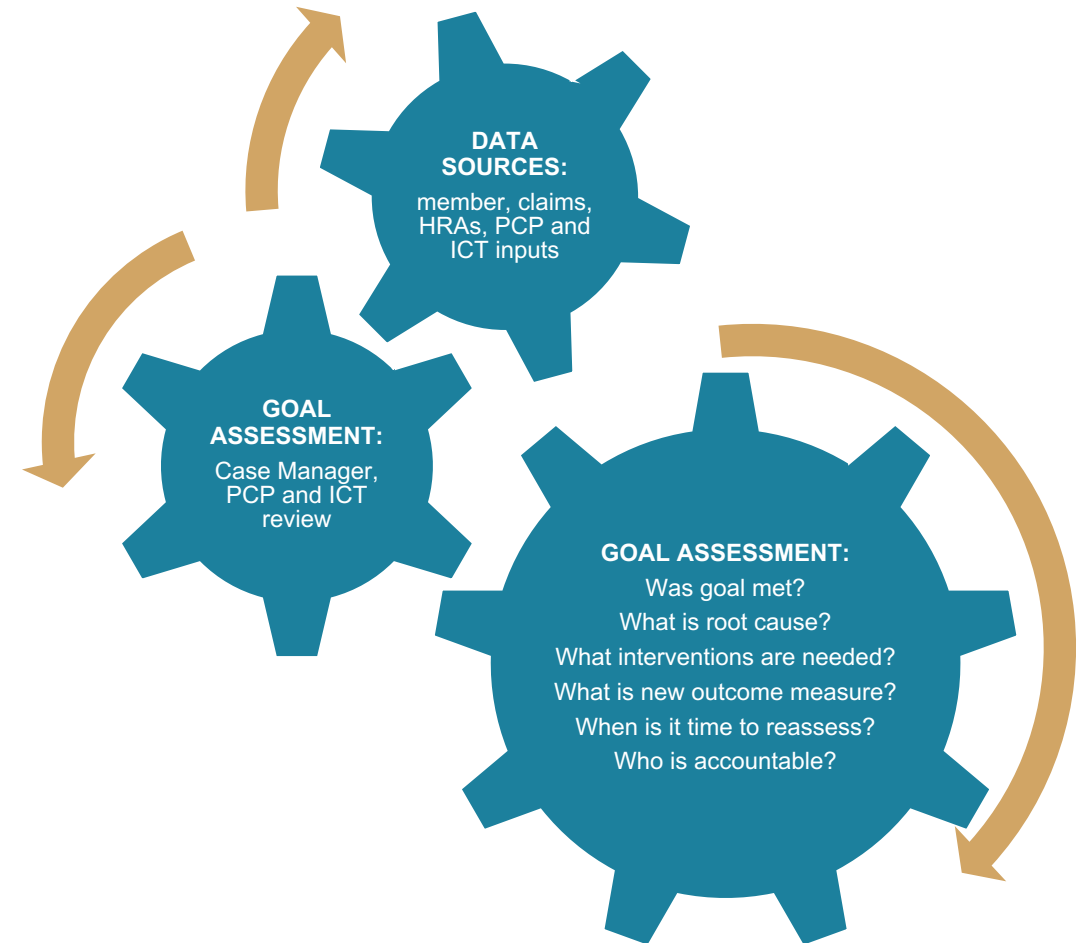 DATA
SOURCES:
member, claims,
HRAs, PCP and
ICT inputs
GOAL
ASSESSMENT:
Case Manager,
PCP and ICT
review
GOAL ASSESSMENT:
Was goal met?
What is root cause?
What interventions are needed?
What is new outcome measure?
When is it time to reassess?
Who is accountable?